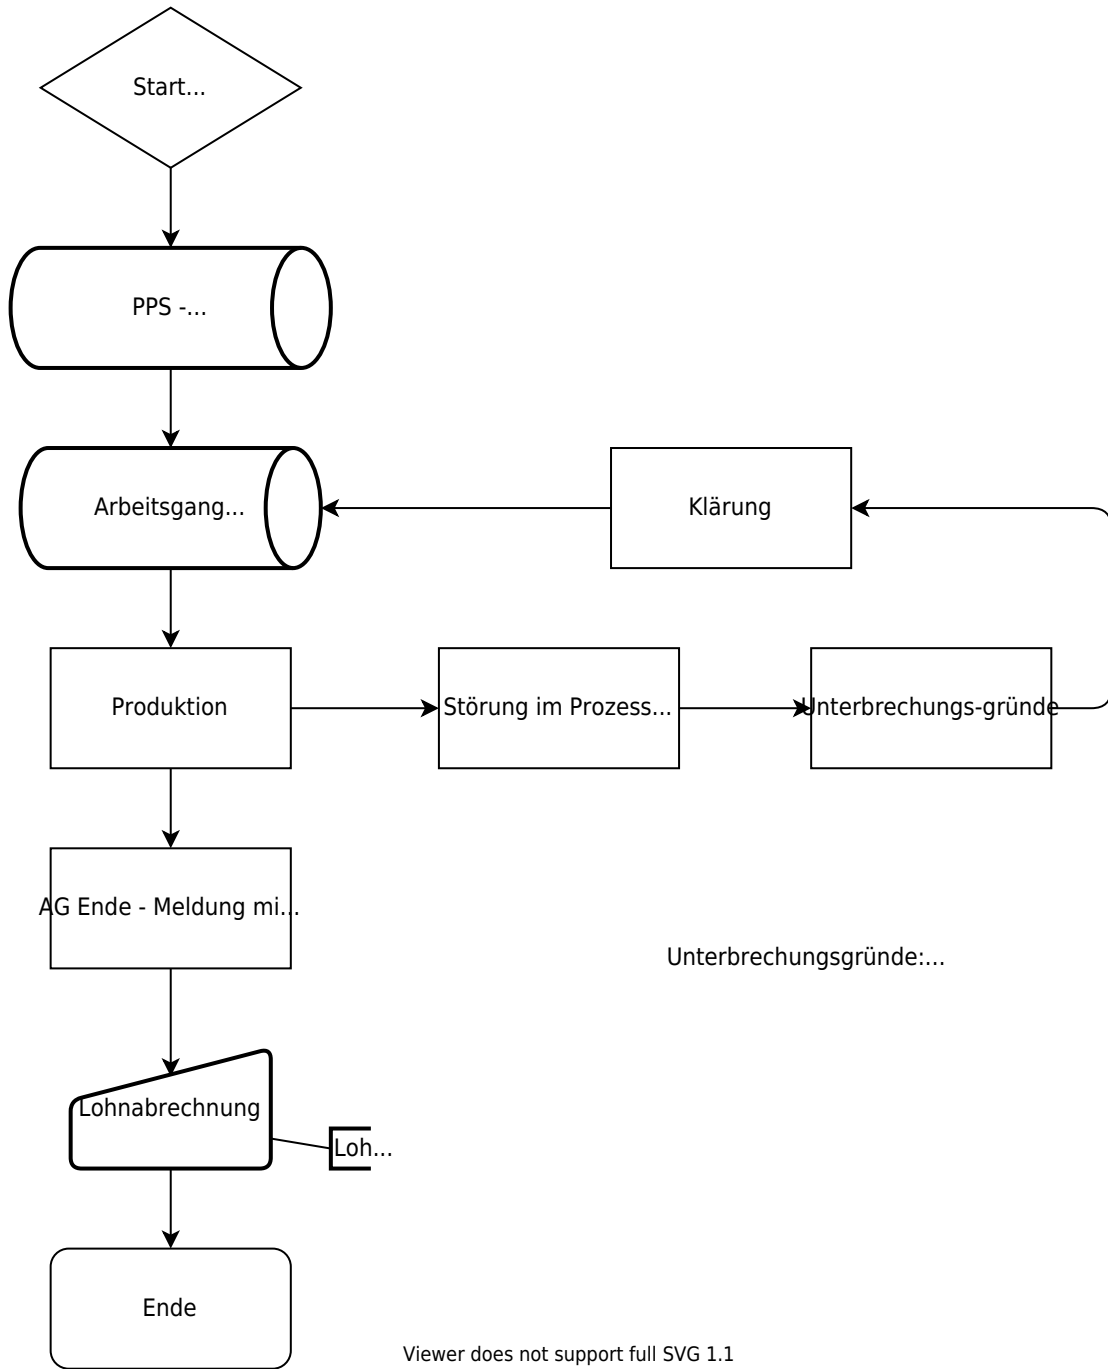 Start...
PPS -...
Arbeitsgang...
Klärung
Produktion
Störung im Prozess...
Unterbrechungs-gründe
AG Ende - Meldung mi...
Unterbrechungsgründe:...
Lohnabrechnung
Loh...
Ende
Viewer does not support full SVG 1.1